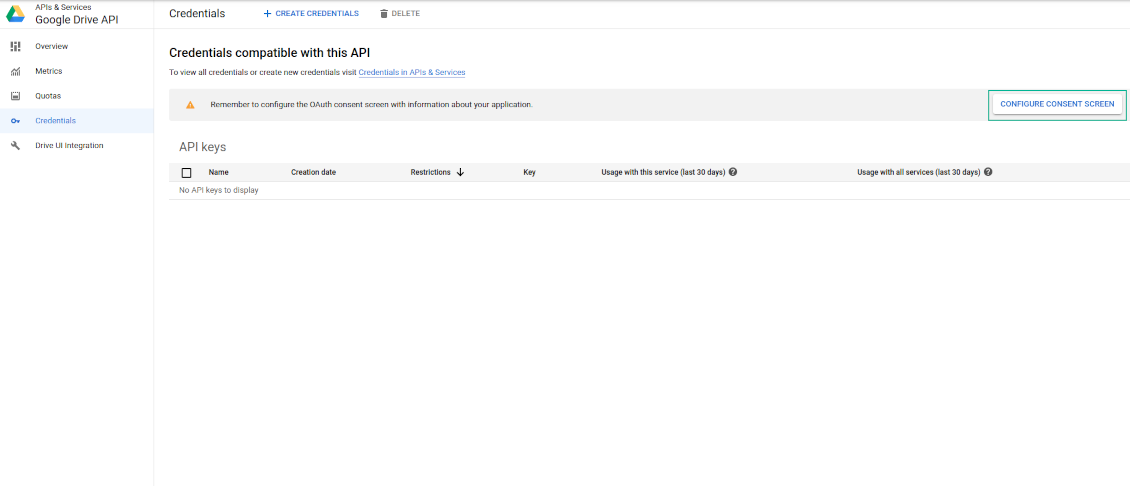 APIs & Services
Google Drive API
Credentials
CREATE CREDENTIALS
DELETE
Overview
Metrics
Quotas
Credentials
Drive UI Integration
Credentials compatible with this API
To view all credentials or create new credentials visit Credentials in APIs & Services
Remember to configure the OAuth consent screen with information about your application.
CONFIGURE CONSENT SCREEN
API keys
Name Creation date Restrictions Key Usage with this service (last 30 days) Usage with all services (last 30 days)
No API keys to display